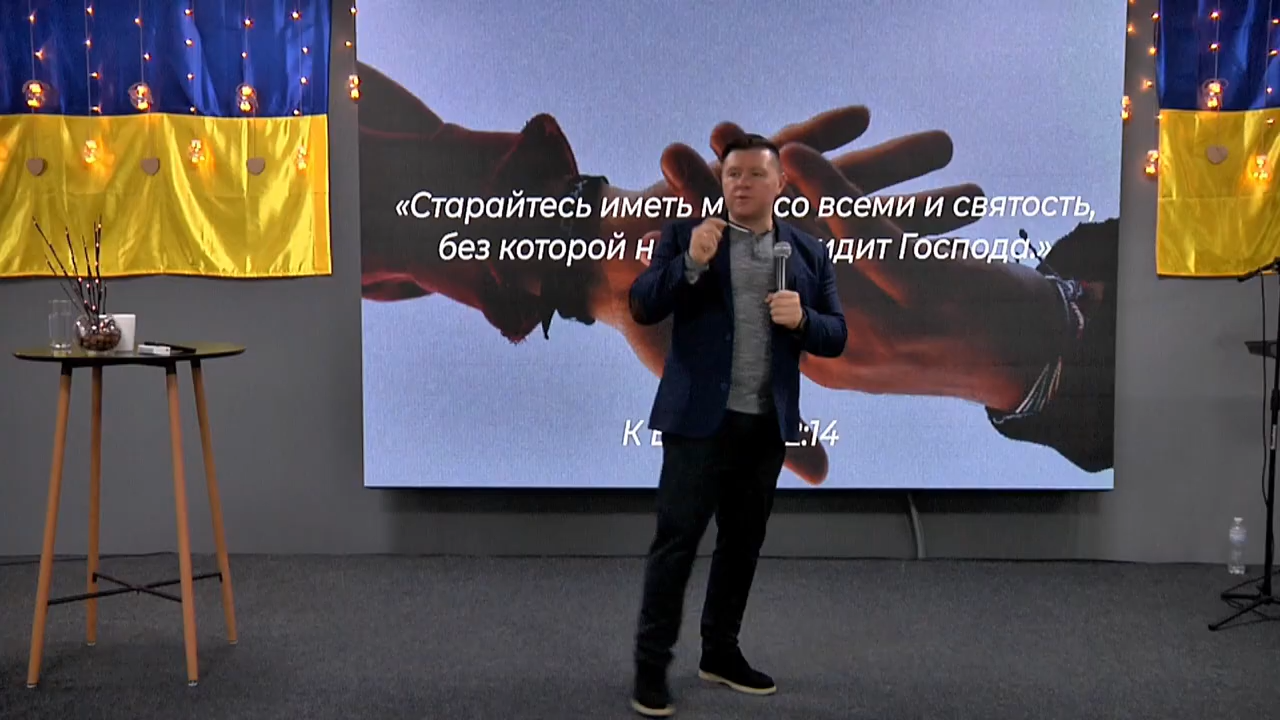 «Старайтесь иметь со всеми и святость,
без которой Господа.»
К :14